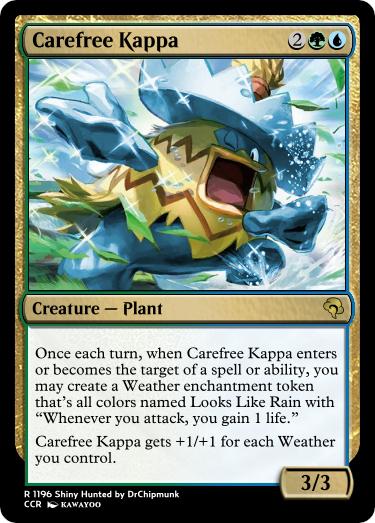 Carefree Kappa 2
Creature — Plant
Once each turn, when Carefree Kappa enters
or becomes the target of a spell or ability, you
may create a Weather enchantment token
that's all colors named Looks Like Rain with
“Whenever you attack, you gain 1 life.”
Carefree Kappa gets +1/+1 for each Weather
you control.
3/3
R 1196 Shiny Hunted by DrChipmunk
CCR KAWAYOO